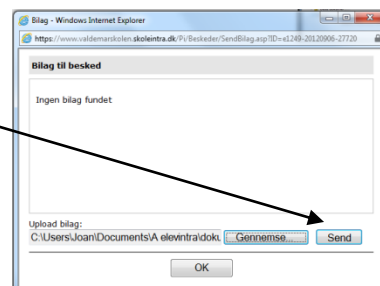 Bilag - Windows Internet Explorer
https://www.valdemarskolen.skoleintra.dk/Pi/Beskeder/SendBilag.asp?ID=e1249-20120906-27720
Bilag til besked
Ingen bilag fundet
Upload bilag:
C:\Users\Joan\Documents\A elevintra\doku Gennemse... Send
OK